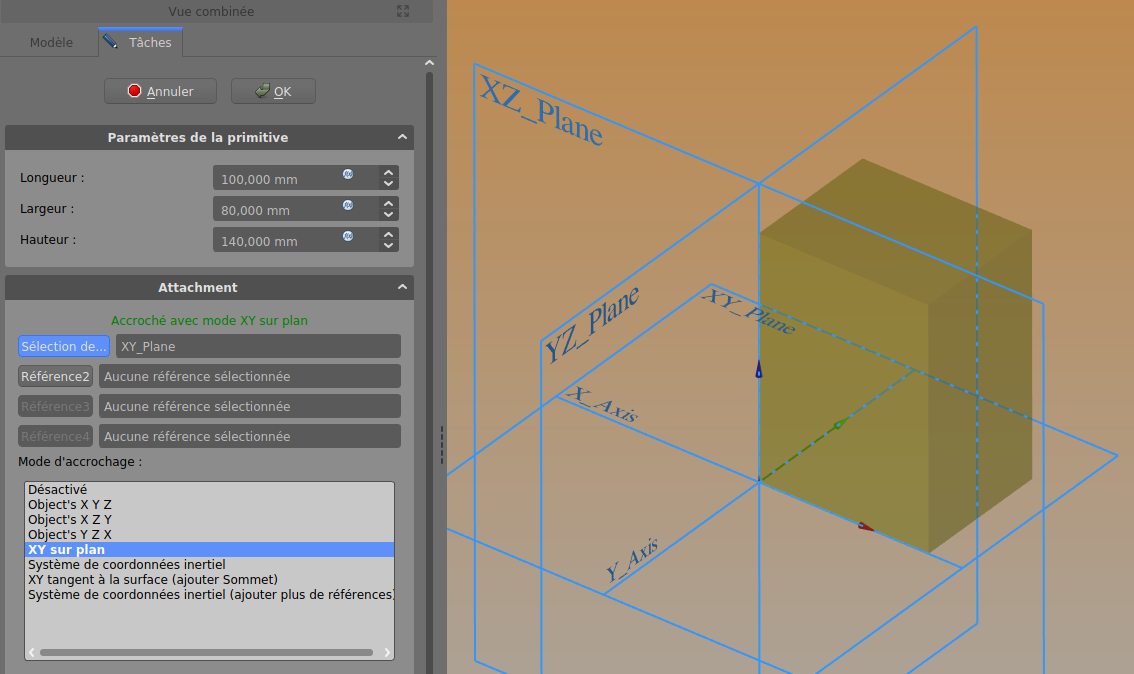 Vue combinée
Modèle
Tâches
Annuler
OK
Paramètres de la primitive
Longueur :
100,000 mm
Largeur :
80,000 mm
Hauteur :
140,000 mm
Attachment
Accroché avec mode XY sur plan
Sélection de...
XY_Plane
Référence2
Aucune référence sélectionnée
Référence3
Aucune référence sélectionnée
Référence4
Aucune référence sélectionnée
Mode d'accrochage :
Désactivé
Object's X Y Z
Object's X Z Y
Object's Y Z X
XY sur plan
Système de coordonnées inertiel
XY tangent à la surface (ajouter Sommet)
Système de coordonnées inertiel (ajouter plus de références)
XZ_Plane
YZ_Plane
XY_Plane
X_Axis
Y_Axis